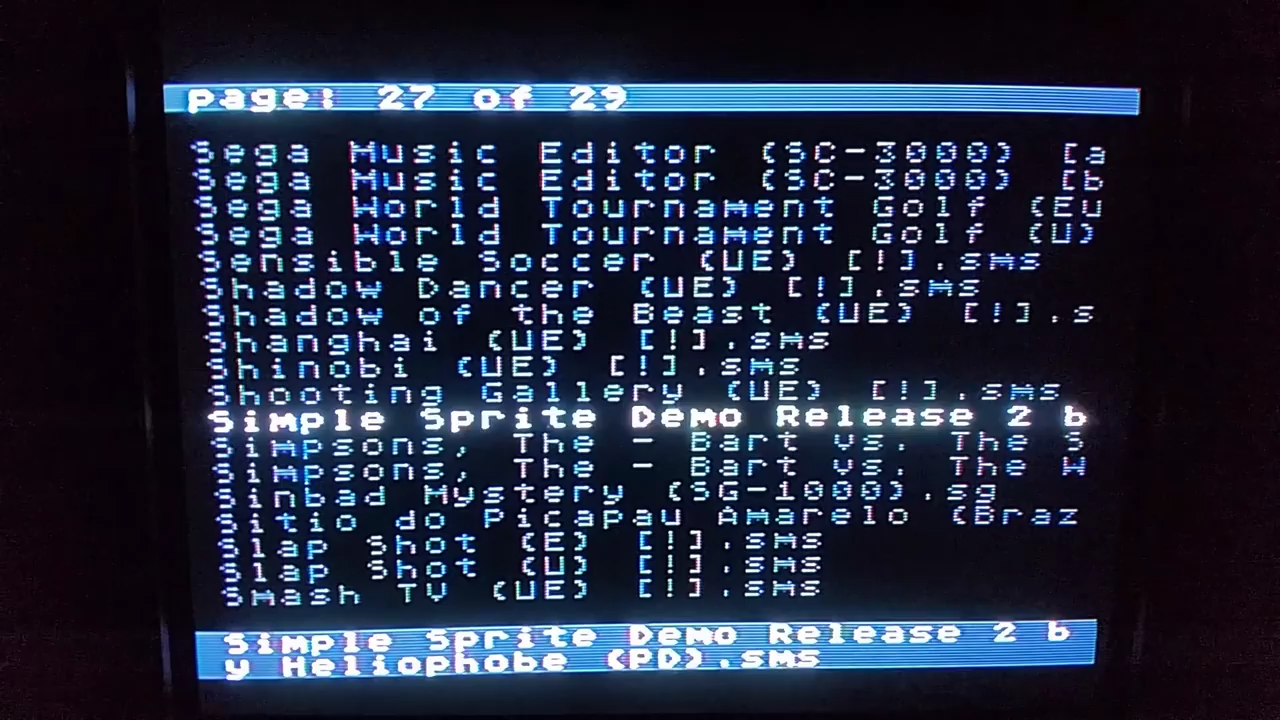 page: 27 of 29
Sega Music Editor (SC-3000) [a
Sega Music Editor (SC-3000) [b
Sega World Tournament Golf (Eu
Sega World Tournament Golf (U)
Sensible Soccer (UE) [!].sms
Shadow Dancer (UE) [!].sms
Shadow of the Beast (UE) [!].s
Shanghai (UE) [!].sms
Shinobi (UE) [!].sms
Shooting Gallery (UE) [!].sms
Simple Sprite Demo Release 2 b
Simpsons, The - Bart vs. The S
Simpsons, The - Bart vs. The W
Sinbad Mystery (SG-1000).sg
Sitio do Picapau Amarelo (Braz
Slap Shot (E) [!].sms
Slap Shot (U) [!].sms
Smash TV (UE) [!].sms
Simple Sprite Demo Release 2 b
y Heliophobe (PD).sms